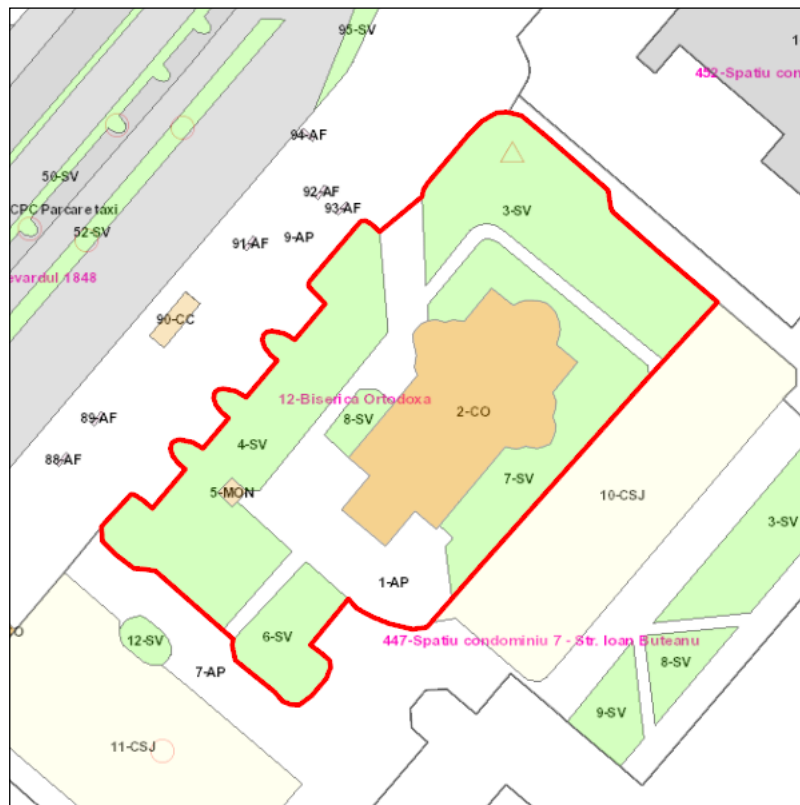 95-SV
1
452-Spatiu con
94-AF
50-SV
92-AF
93-AF
3-SV
CPC Parcare taxi
52-SV
91-AF
9-AP
evardul 1848
90-CC
12-Biserica Ortodoxa
89-AF
8-SV
2-CO
4-SV
88-AF
7-SV
5-MON
10-CSJ
3-SV
1-AP
O
12-SV
6-SV
447-Spatiu condominiu 7 - Str. Ioan Buteanu
7-AP
8-SV
9-SV
11-CSJ